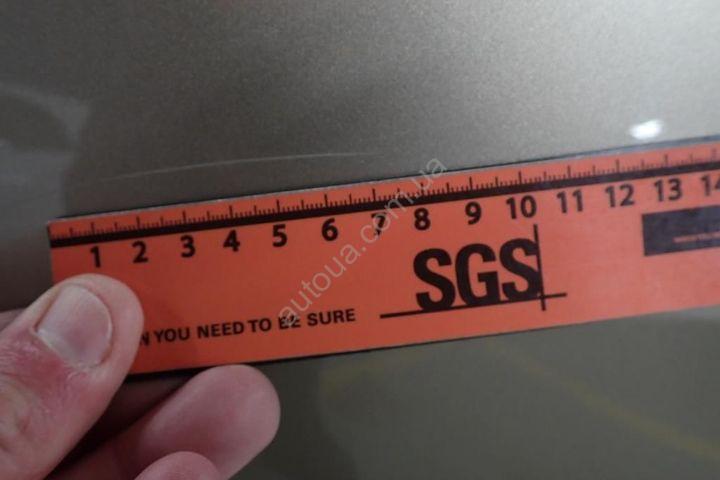 1 2 3 4 5 6 7 8 9 10 11 12 13 14
SGS
N YOU NEED TO BE SURE
autoua.com.ua